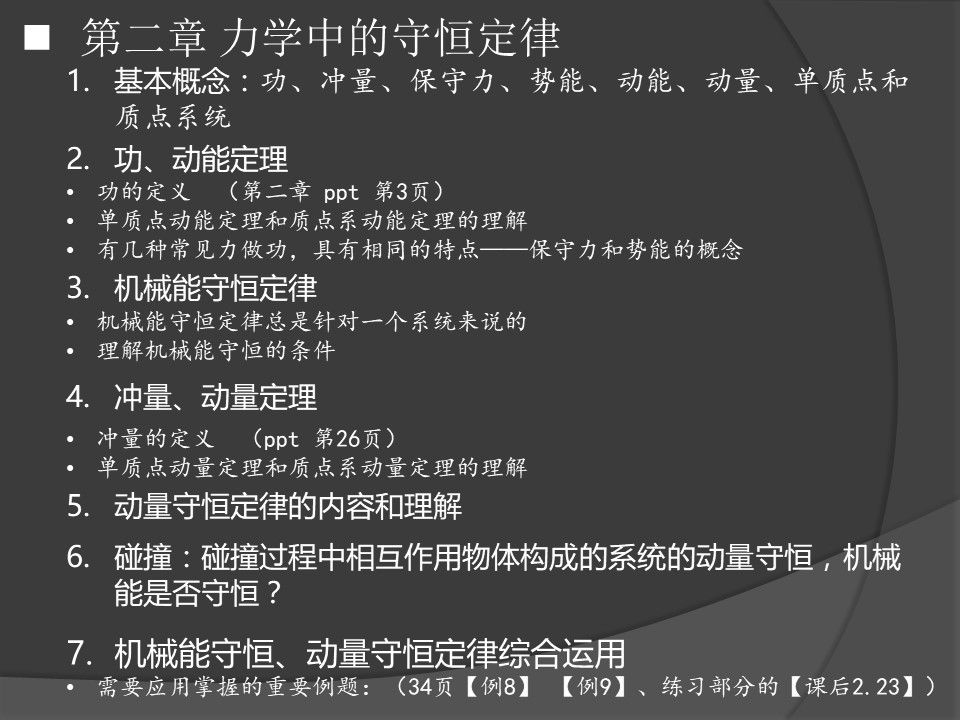 ■ 第二章 力学中的守恒定律
1. 基本概念：功、冲量、保守力、势能、动能、动量、单质点和
质点系统
2. 功、动能定理
• 功的定义 （第二章 ppt 第3页）
• 单质点动能定理和质点系动能定理的理解
• 有几种常见力做功，具有相同的特点——保守力和势能的概念
3. 机械能守恒定律
• 机械能守恒定律总是针对一个系统来说的
• 理解机械能守恒的条件
4. 冲量、动量定理
• 冲量的定义 （ppt 第26页）
• 单质点动量定理和质点系动量定理的理解
5. 动量守恒定律的内容和理解
6. 碰撞：碰撞过程中相互作用物体构成的系统的动量守恒，机械
能是否守恒？
7. 机械能守恒、动量守恒定律综合运用
• 需要应用掌握的重要例题：（34页【例8】 【例9】、练习部分的【课后2.23】）